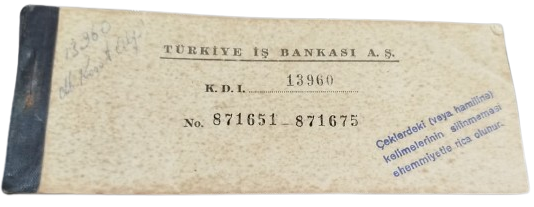 13960
TÜRKİYE İŞ BANKASI A. Ş.
K. D. I. 13960
No. 871651-871675
Çeklerdeki (veya hamiline)
kelimelerinin silinmemesi
ehemmiyetle rica olunur.